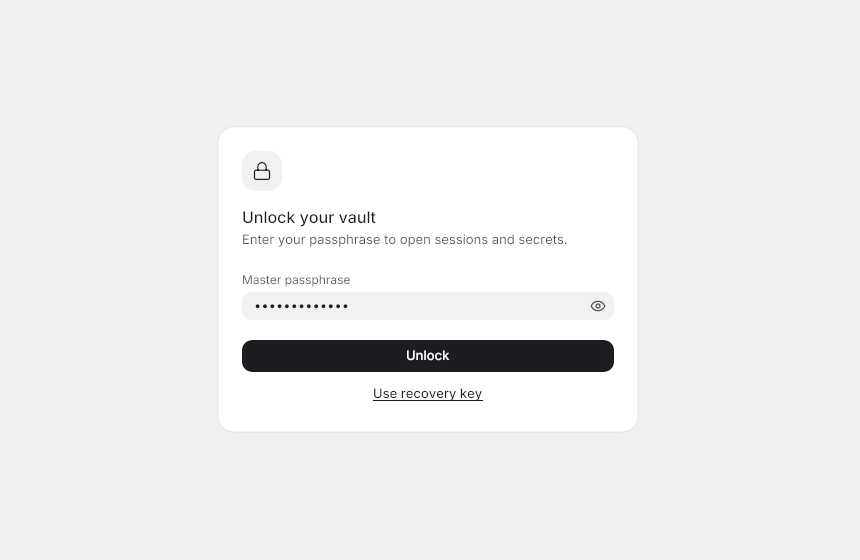 Unlock your vault
Enter your passphrase to open sessions and secrets.
Master passphrase
•••••••••••••
Unlock
Use recovery key